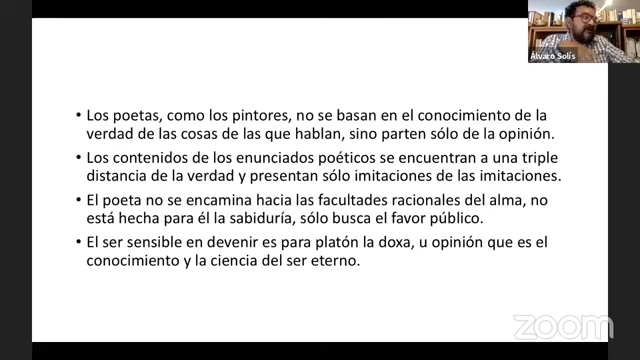 Álvaro Solís
• Los poetas, como los pintores, no se basan en el conocimiento de la
verdad de las cosas de las que hablan, sino parten sólo de la opinión.
• Los contenidos de los enunciados poéticos se encuentran a una triple
distancia de la verdad y presentan sólo imitaciones de las imitaciones.
• El poeta no se encamina hacia las facultades racionales del alma, no
está hecha para él la sabiduría, sólo busca el favor público.
• El ser sensible en devenir es para platón la doxa, u opinión que es el
conocimiento y la ciencia del ser eterno.
zoom